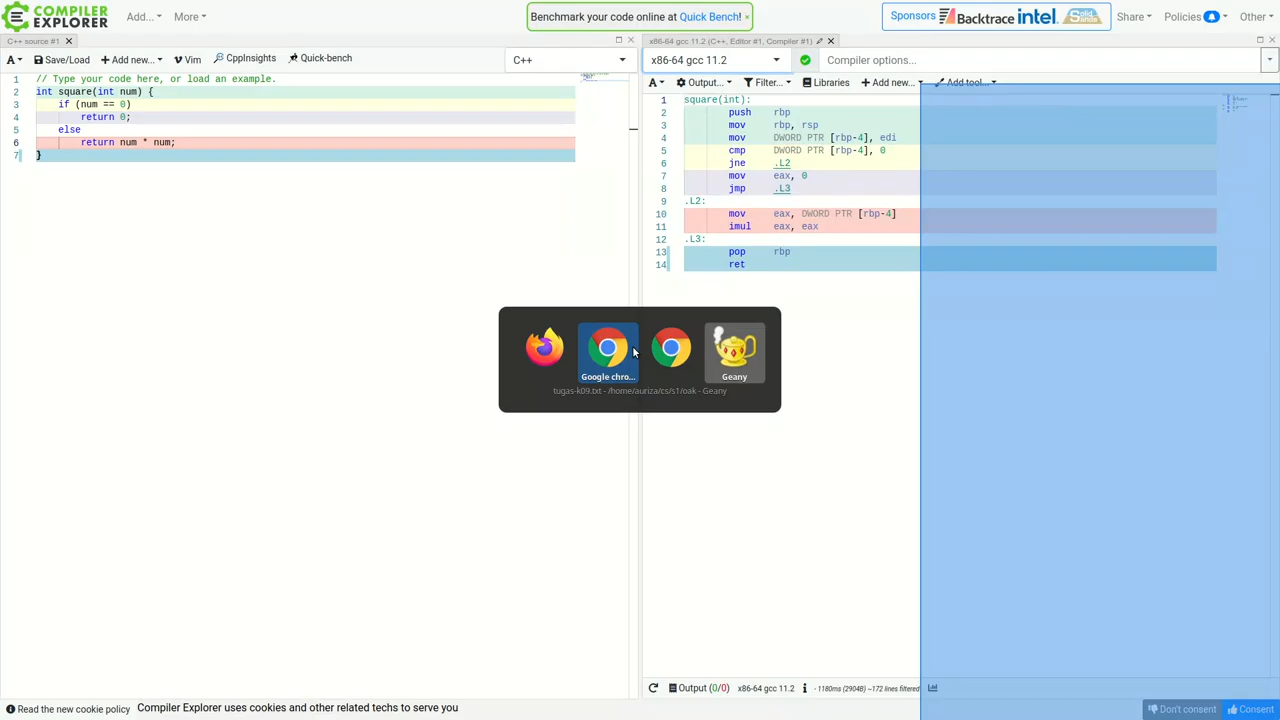 COMPILER
EXPLORER
Add...
More
Benchmark your code online at Quick Bench! ×
Sponsors
Backtrace
intel.
Solid Sands
Share
Policies
Other
C++ source #1
x86-64 gcc 11.2 (C++, Editor #1, Compiler #1)
A
Save/Load
Add new...
Vim
CppInsights
Quick-bench
C++
x86-64 gcc 11.2
Compiler options...
A
Output...
Filter...
Libraries
Add new...
Add tool...
1 // Type your code here, or load an example.
2 int square(int num) {
3 if (num == 0)
4 return 0;
5 else
6 return num * num;
7 }
1 square(int):
2 push rbp
3 mov rbp, rsp
4 mov DWORD PTR [rbp-4], edi
5 cmp DWORD PTR [rbp-4], 0
6 jne .L2
7 mov eax, 0
8 jmp .L3
9 .L2:
10 mov eax, DWORD PTR [rbp-4]
11 imul eax, eax
12 .L3:
13 pop rbp
14 ret
Google chro...
Geany
tugas-k09.txt - /home/auriza/cs/s1/oak - Geany
Output (0/0) x86-64 gcc 11.2 - 1180ms (2904B) ~172 lines filtered
Read the new cookie policy
Compiler Explorer uses cookies and other related techs to serve you
Don't consent
Consent